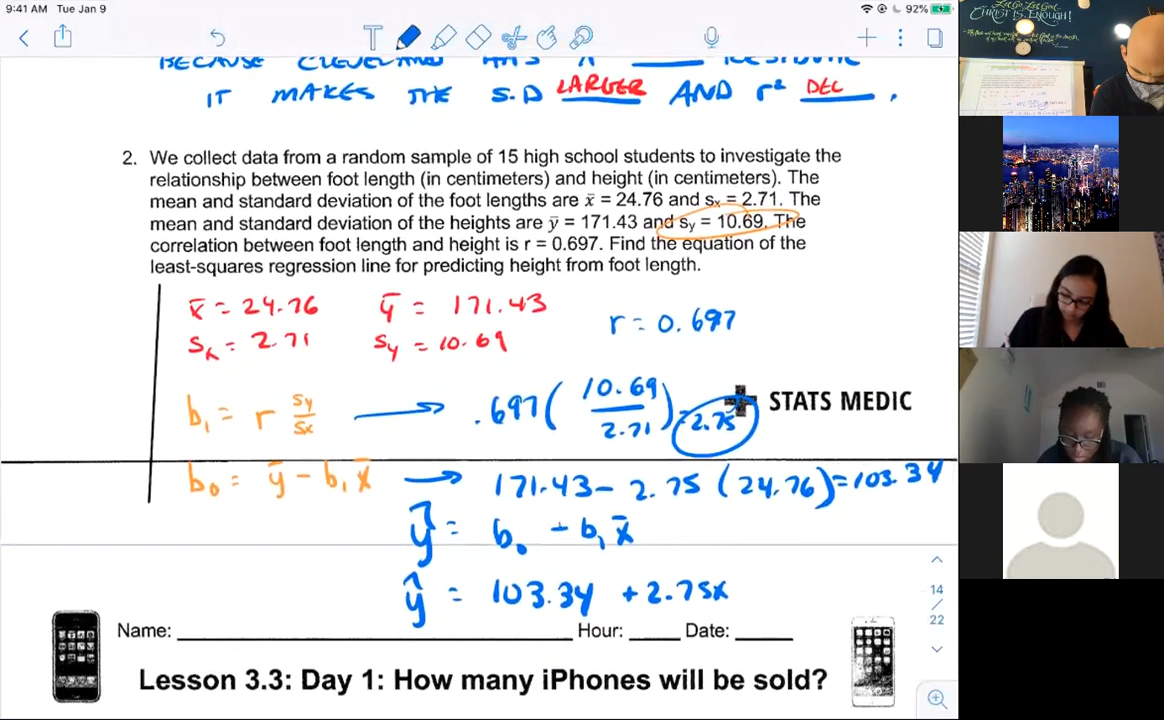 9:41 AM Tue Jan 9
92%
BECAUSE CLEVELAND HAS A
IT MAKES THE S.D LARGER AND r² DEC .
2. We collect data from a random sample of 15 high school students to investigate the
relationship between foot length (in centimeters) and height (in centimeters). The
mean and standard deviation of the foot lengths are x̄ = 24.76 and sₓ = 2.71. The
mean and standard deviation of the heights are ȳ = 171.43 and sy = 10.69. The
correlation between foot length and height is r = 0.697. Find the equation of the
least-squares regression line for predicting height from foot length.
x̄ = 24.76 ȳ = 171.43 r = 0.697
sx = 2.71 sy = 10.69
b₁ = r sy/sx → .697(10.69/2.71) = 2.75
STATS MEDIC
b₀ = ȳ - b₁x̄ → 171.43 - 2.75 (24.76) = 103.34
ŷ = b₀ + b₁x̄
ŷ = 103.34 + 2.75x
14
/
22
Name: Hour: Date:
Lesson 3.3: Day 1: How many iPhones will be sold?
CHRIST IS ENOUGH!